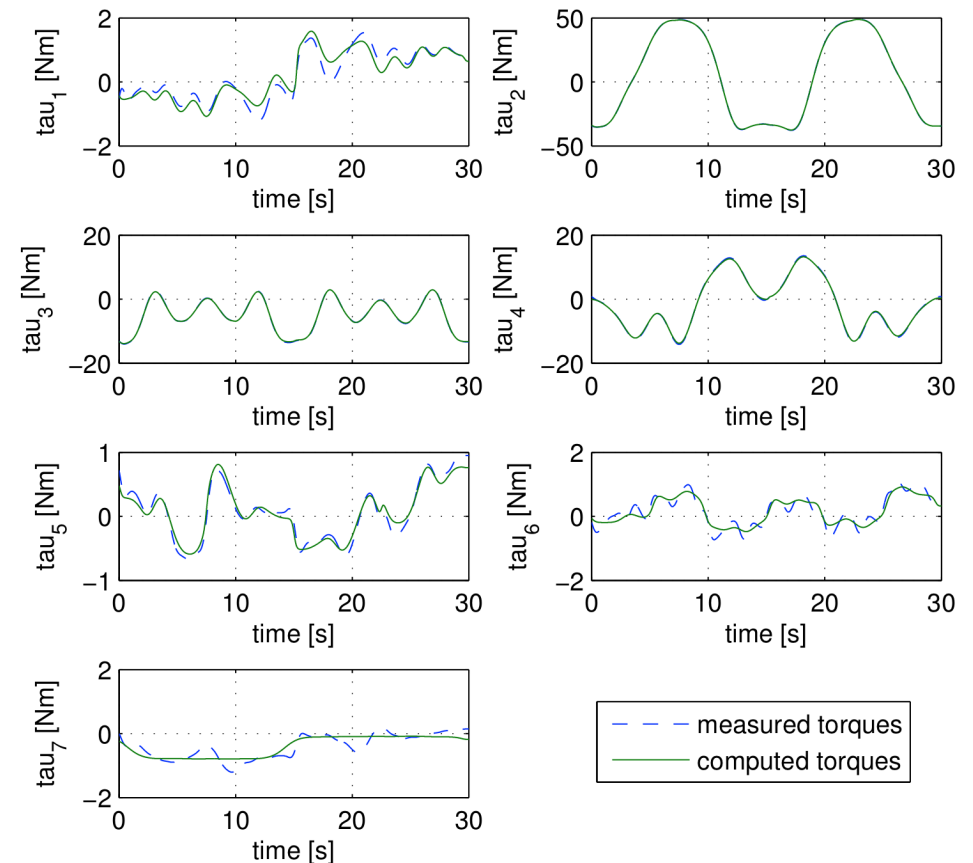 2
0
−2
tau1 [Nm]
0 10 20 30
time [s]
50
0
−50
tau2 [Nm]
0 10 20 30
time [s]
20
0
−20
tau3 [Nm]
0 10 20 30
time [s]
20
0
−20
tau4 [Nm]
0 10 20 30
time [s]
1
0
−1
tau5 [Nm]
0 10 20 30
time [s]
2
0
−2
tau6 [Nm]
0 10 20 30
time [s]
2
0
−2
tau7 [Nm]
0 10 20 30
time [s]
measured torques
computed torques